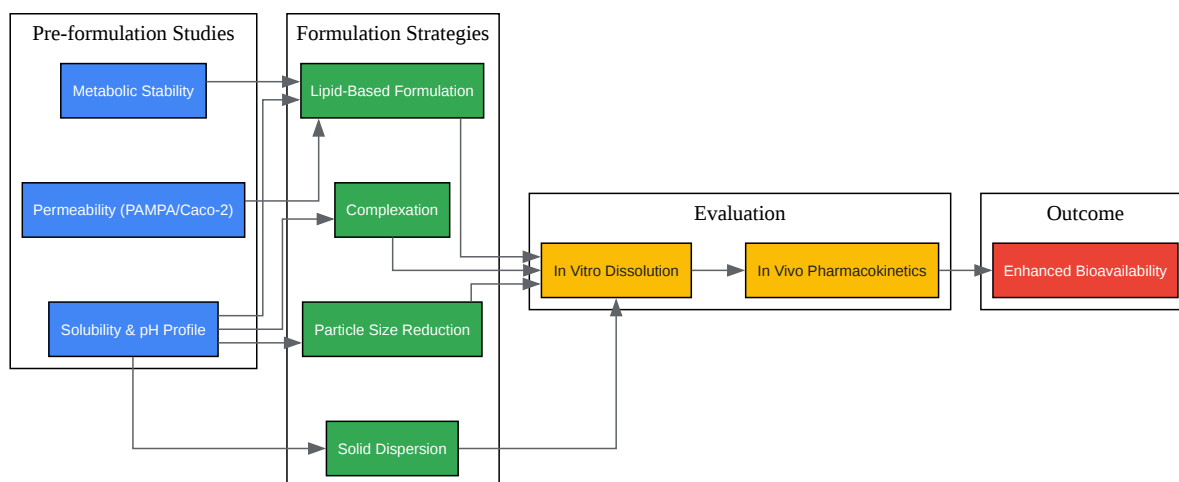 Pre-formulation Studies
Metabolic Stability
Permeability (PAMPA/Caco-2)
Solubility & pH Profile
Formulation Strategies
Lipid-Based Formulation
Complexation
Particle Size Reduction
Solid Dispersion
Evaluation
In Vitro Dissolution
In Vivo Pharmacokinetics
Outcome
Enhanced Bioavailability